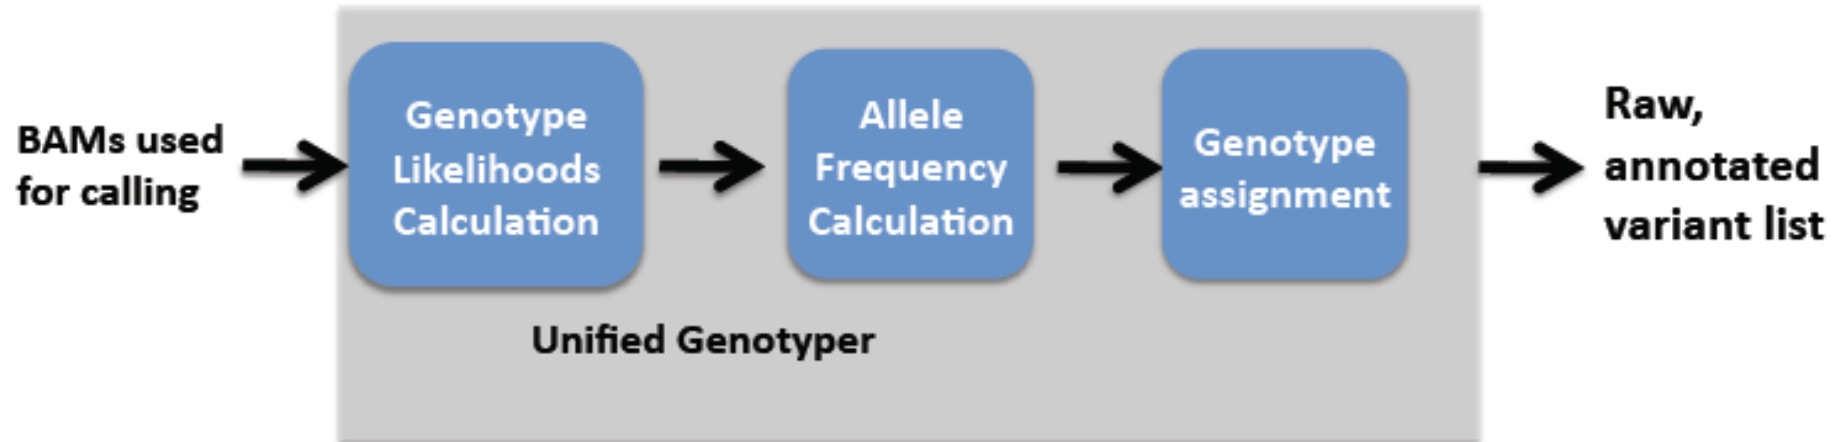 BAMs used
for calling
Genotype
Likelihoods
Calculation
Allele
Frequency
Calculation
Genotype
assignment
Raw,
annotated
variant list
Unified Genotyper